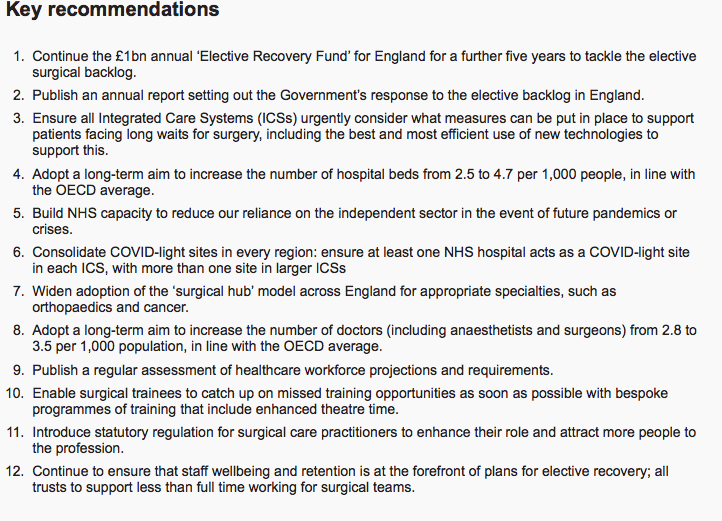 Key recommendations
1. Continue the £1bn annual 'Elective Recovery Fund' for England for a further five years to tackle the elective
surgical backlog.
2. Publish an annual report setting out the Government's response to the elective backlog in England.
3. Ensure all Integrated Care Systems (ICSs) urgently consider what measures can be put in place to support
patients facing long waits for surgery, including the best and most efficient use of new technologies to
support this.
4. Adopt a long-term aim to increase the number of hospital beds from 2.5 to 4.7 per 1,000 people, in line with
the OECD average.
5. Build NHS capacity to reduce our reliance on the independent sector in the event of future pandemics or
crises.
6. Consolidate COVID-light sites in every region: ensure at least one NHS hospital acts as a COVID-light site
in each ICS, with more than one site in larger ICSs
7. Widen adoption of the 'surgical hub' model across England for appropriate specialties, such as
orthopaedics and cancer.
8. Adopt a long-term aim to increase the number of doctors (including anaesthetists and surgeons) from 2.8 to
3.5 per 1,000 population, in line with the OECD average.
9. Publish a regular assessment of healthcare workforce projections and requirements.
10. Enable surgical trainees to catch up on missed training opportunities as soon as possible with bespoke
programmes of training that include enhanced theatre time.
11. Introduce statutory regulation for surgical care practitioners to enhance their role and attract more people to
the profession.
12. Continue to ensure that staff wellbeing and retention is at the forefront of plans for elective recovery; all
trusts to support less than full time working for surgical teams.